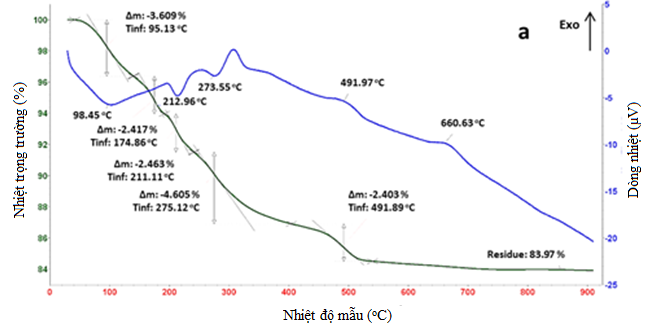 Δm: -3.609%
Tinf: 95.13 °C
a
Exo
98.45 °C
212.96 °C
273.55 °C
491.97 °C
660.63 °C
Δm: -2.417%
Tinf: 174.86 °C
Δm: -2.463%
Tinf: 211.11 °C
Δm: -4.605%
Tinf: 275.12 °C
Δm: -2.403%
Tinf: 491.89 °C
Residue: 83.97%
Nhiệt trọng trường (%)
100
98
96
94
92
90
88
86
84
Dòng nhiệt (µV)
5
0
-5
-10
-15
-20
-25
0 100 200 300 400 500 600 700 800 900
Nhiệt độ mẫu (°C)